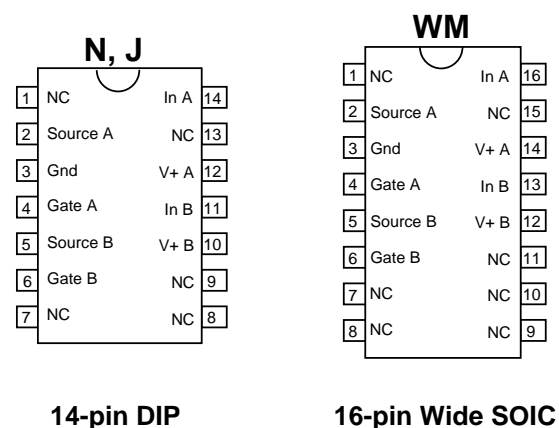 N, J
1 NC In A 14
2 Source A NC 13
3 Gnd V+ A 12
4 Gate A In B 11
5 Source B V+ B 10
6 Gate B NC 9
7 NC NC 8
14-pin DIP
WM
1 NC In A 16
2 Source A NC 15
3 Gnd V+ A 14
4 Gate A In B 13
5 Source B V+ B 12
6 Gate B NC 11
7 NC NC 10
8 NC NC 9
16-pin Wide SOIC